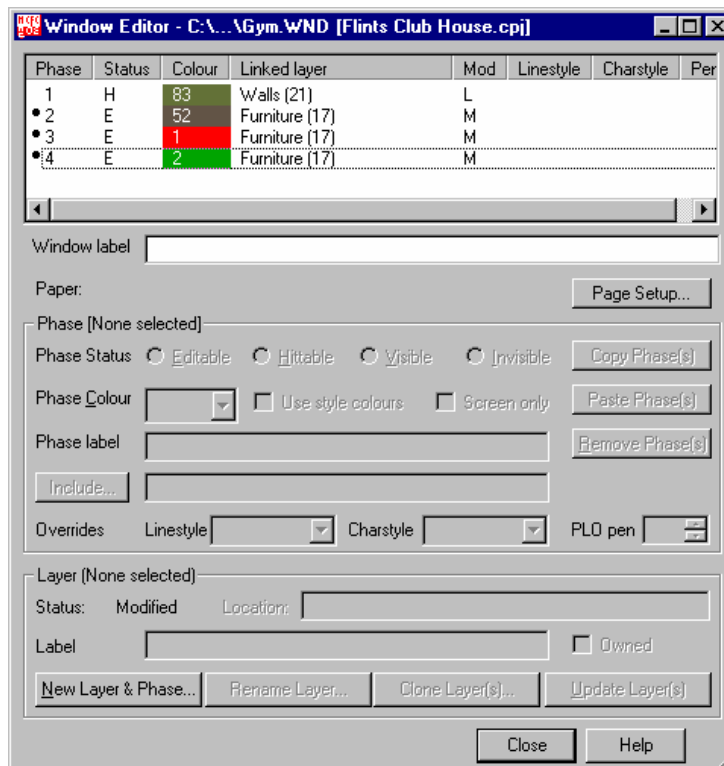 Window Editor - C:\...\Gym.WND [Flints Club House.cpj]
Phase Status Colour Linked layer Mod Linestyle Charstyle Per
1 H 83 Walls (21) L
2 E 52 Furniture (17) M
3 E 1 Furniture (17) M
4 E 2 Furniture (17) M
Window label
Paper: Page Setup...
Phase [None selected]
Phase Status Editable Hittable Visible Invisible Copy Phase(s)
Phase Colour Use style colours Screen only Paste Phase(s)
Phase label Remove Phase(s)
Include...
Overrides Linestyle Charstyle PLO pen
Layer (None selected)
Status: Modified Location:
Label Owned
New Layer & Phase... Rename Layer... Clone Layer(s)... Update Layer(s)
Close Help